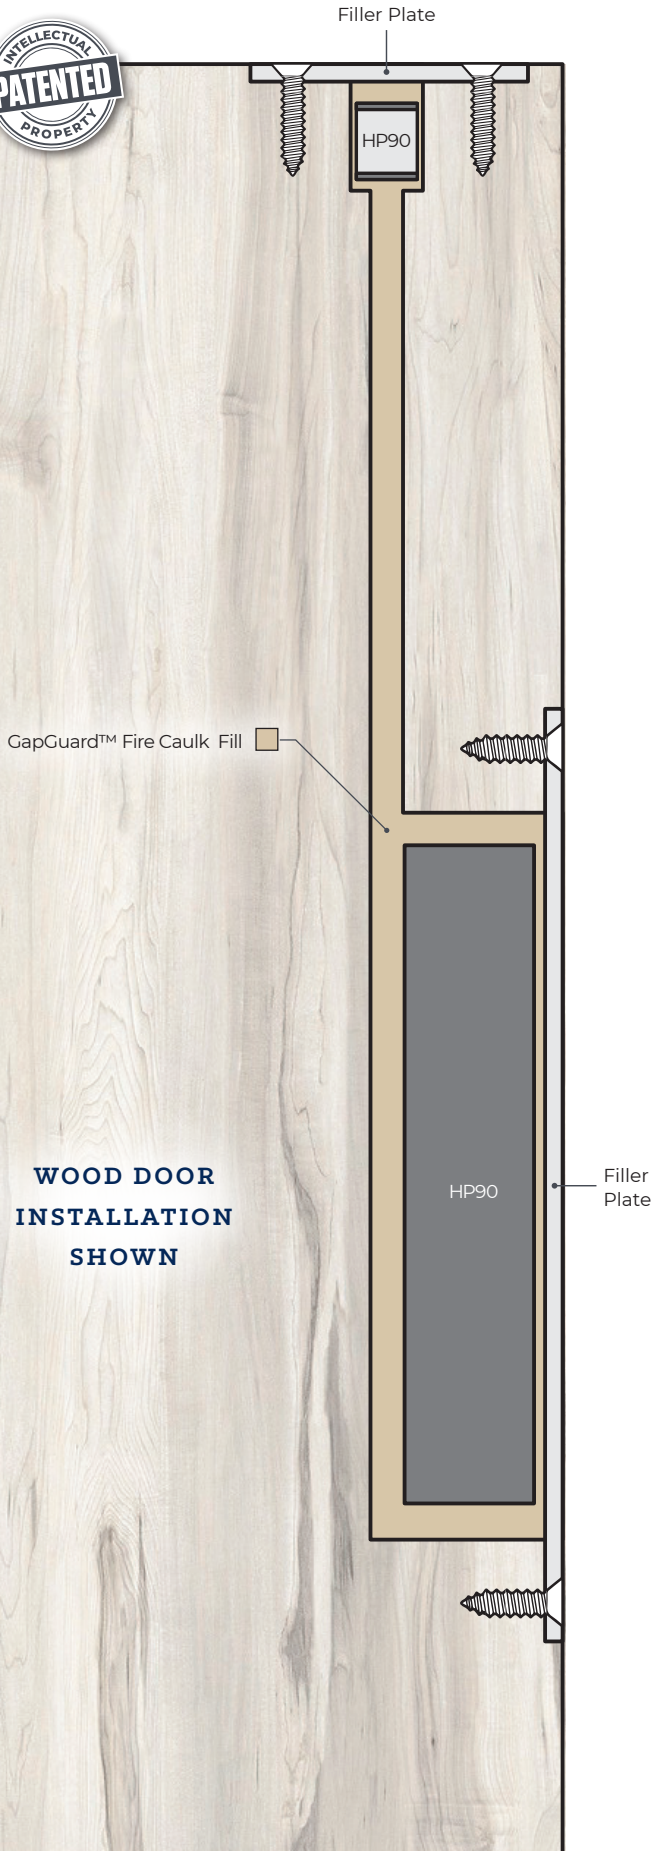 Filler Plate
INTELLECTUAL
PATENTED
PROPERTY
HP90
GapGuard™ Fire Caulk Fill
HP90
Filler
Plate
WOOD DOOR
INSTALLATION
SHOWN